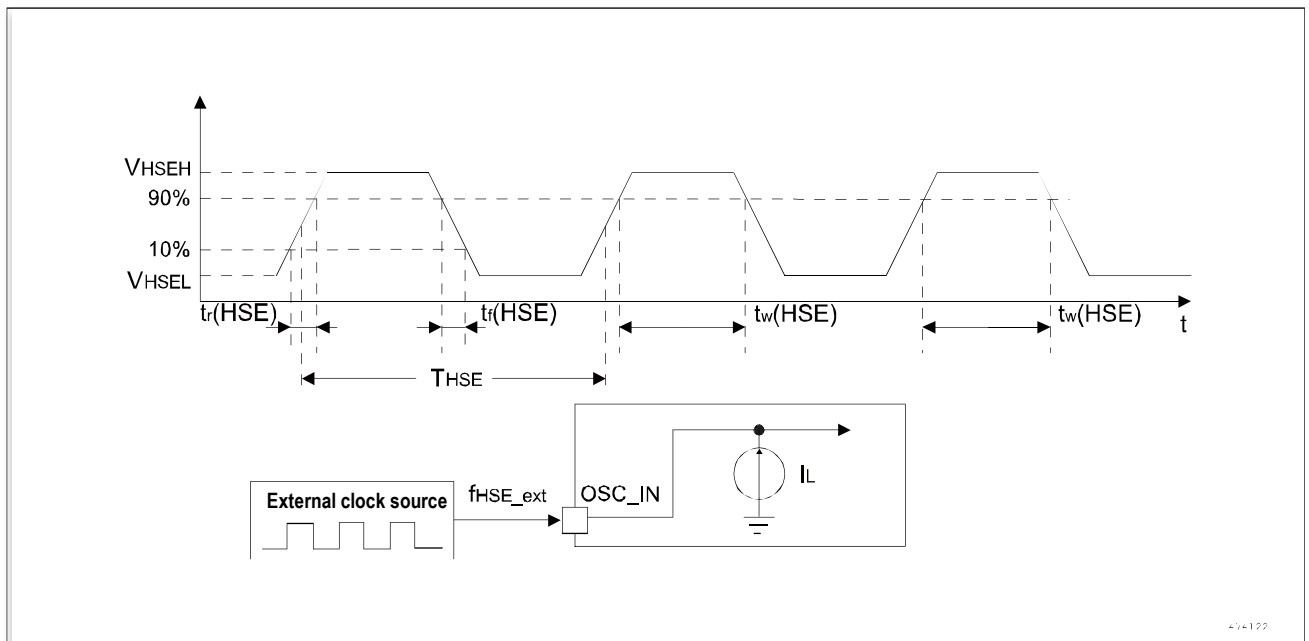 VHSEH
90%
10%
VHSEL
tr(HSE) tf(HSE) tw(HSE) tw(HSE) t
THSE
External clock source fHSE_ext OSC_IN IL